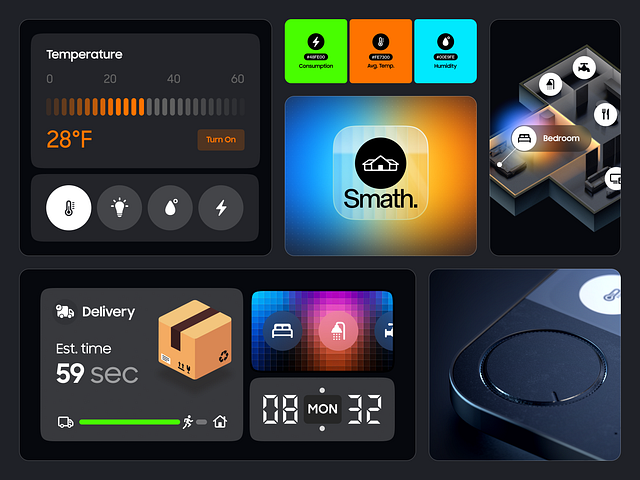 Temperature
0 20 40 60
28°F
Turn On
#48FE00
Consumption
#FE7300
Avg. Temp.
#00E9FE
Humidity
Smath.
Bedroom
Delivery
Est. time
59 sec
08 MON 32